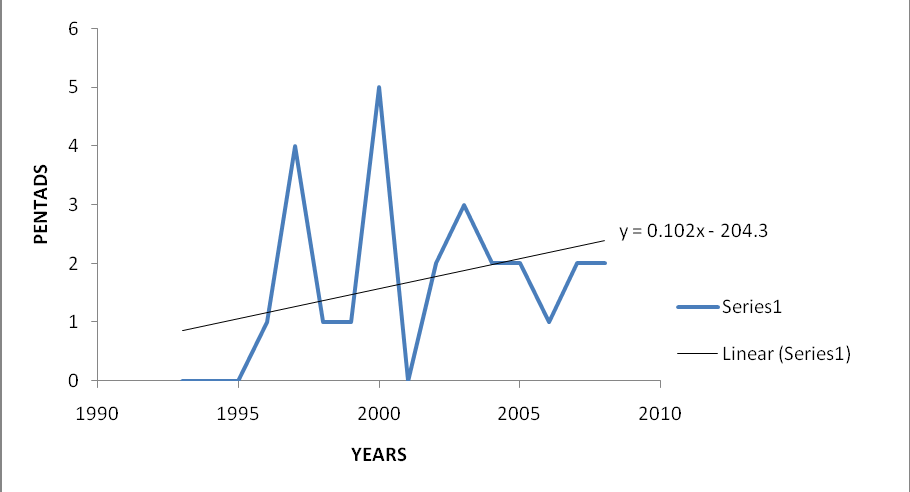 6
5
4
3
2
1
0
PENTADS
1990 1995 2000 2005 2010
YEARS
y = 0.102x - 204.3
Series1
Linear (Series1)